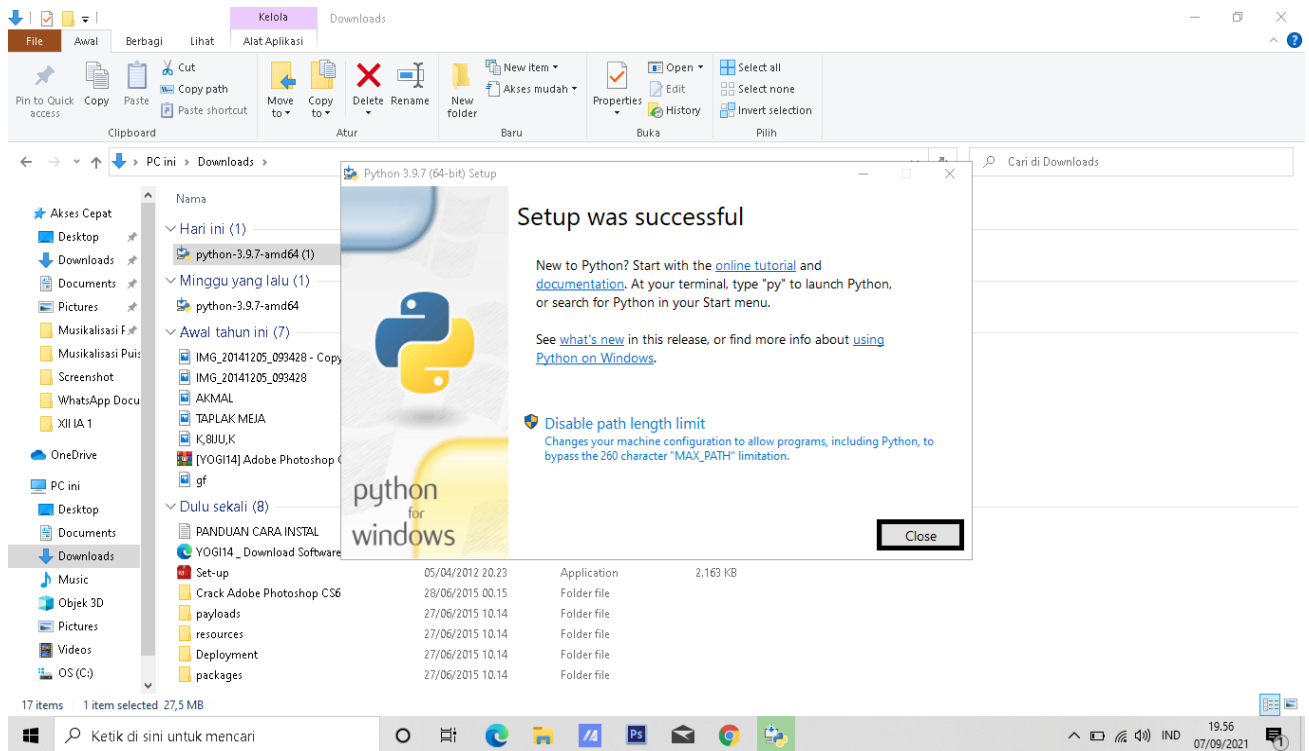 Kelola
Downloads
File
Awal
Berbagi
Lihat
Alat Aplikasi
Pin to Quick access
Copy
Paste
Cut
Copy path
Paste shortcut
Clipboard
Move to
Copy to
Delete
Rename
Atur
New folder
New item
Akses mudah
Baru
Properties
Open
Edit
History
Buka
Select all
Select none
Invert selection
Pilih
PC ini > Downloads >
Cari di Downloads
Akses Cepat
Desktop
Downloads
Documents
Pictures
Musikalisasi
Musikalisasi Puis
Screenshot
WhatsApp Docu
XII IA 1
OneDrive
PC ini
Desktop
Documents
Downloads
Music
Objek 3D
Pictures
Videos
OS (C:)
Nama
Hari ini (1)
python-3.9.7-amd64 (1)
Minggu yang lalu (1)
python-3.9.7-amd64
Awal tahun ini (7)
IMG_20141205_093428 - Copy
IMG_20141205_093428
AKMAL
TAPLAK MEJA
K,8IUU,K
[YOGI14] Adobe Photoshop
gf
Dulu sekali (8)
PANDUAN CARA INSTAL
YOGI14 _ Download Software
Set-up 05/04/2012 20.23 Application 2.163 KB
Crack Adobe Photoshop CS6 28/06/2015 00.15 Folder file
payloads 27/06/2015 10.14 Folder file
resources 27/06/2015 10.14 Folder file
Deployment 27/06/2015 10.14 Folder file
packages 27/06/2015 10.14 Folder file
Python 3.9.7 (64-bit) Setup
Setup was successful
New to Python? Start with the online tutorial and
documentation. At your terminal, type "py" to launch Python,
or search for Python in your Start menu.
See what's new in this release, or find more info about using
Python on Windows.
Disable path length limit
Changes your machine configuration to allow programs, including Python, to
bypass the 260 character "MAX_PATH" limitation.
python
for
windows
Close
17 items 1 item selected 27,5 MB
Ketik di sini untuk mencari
Ps
IND
19.56
07/09/2021
1